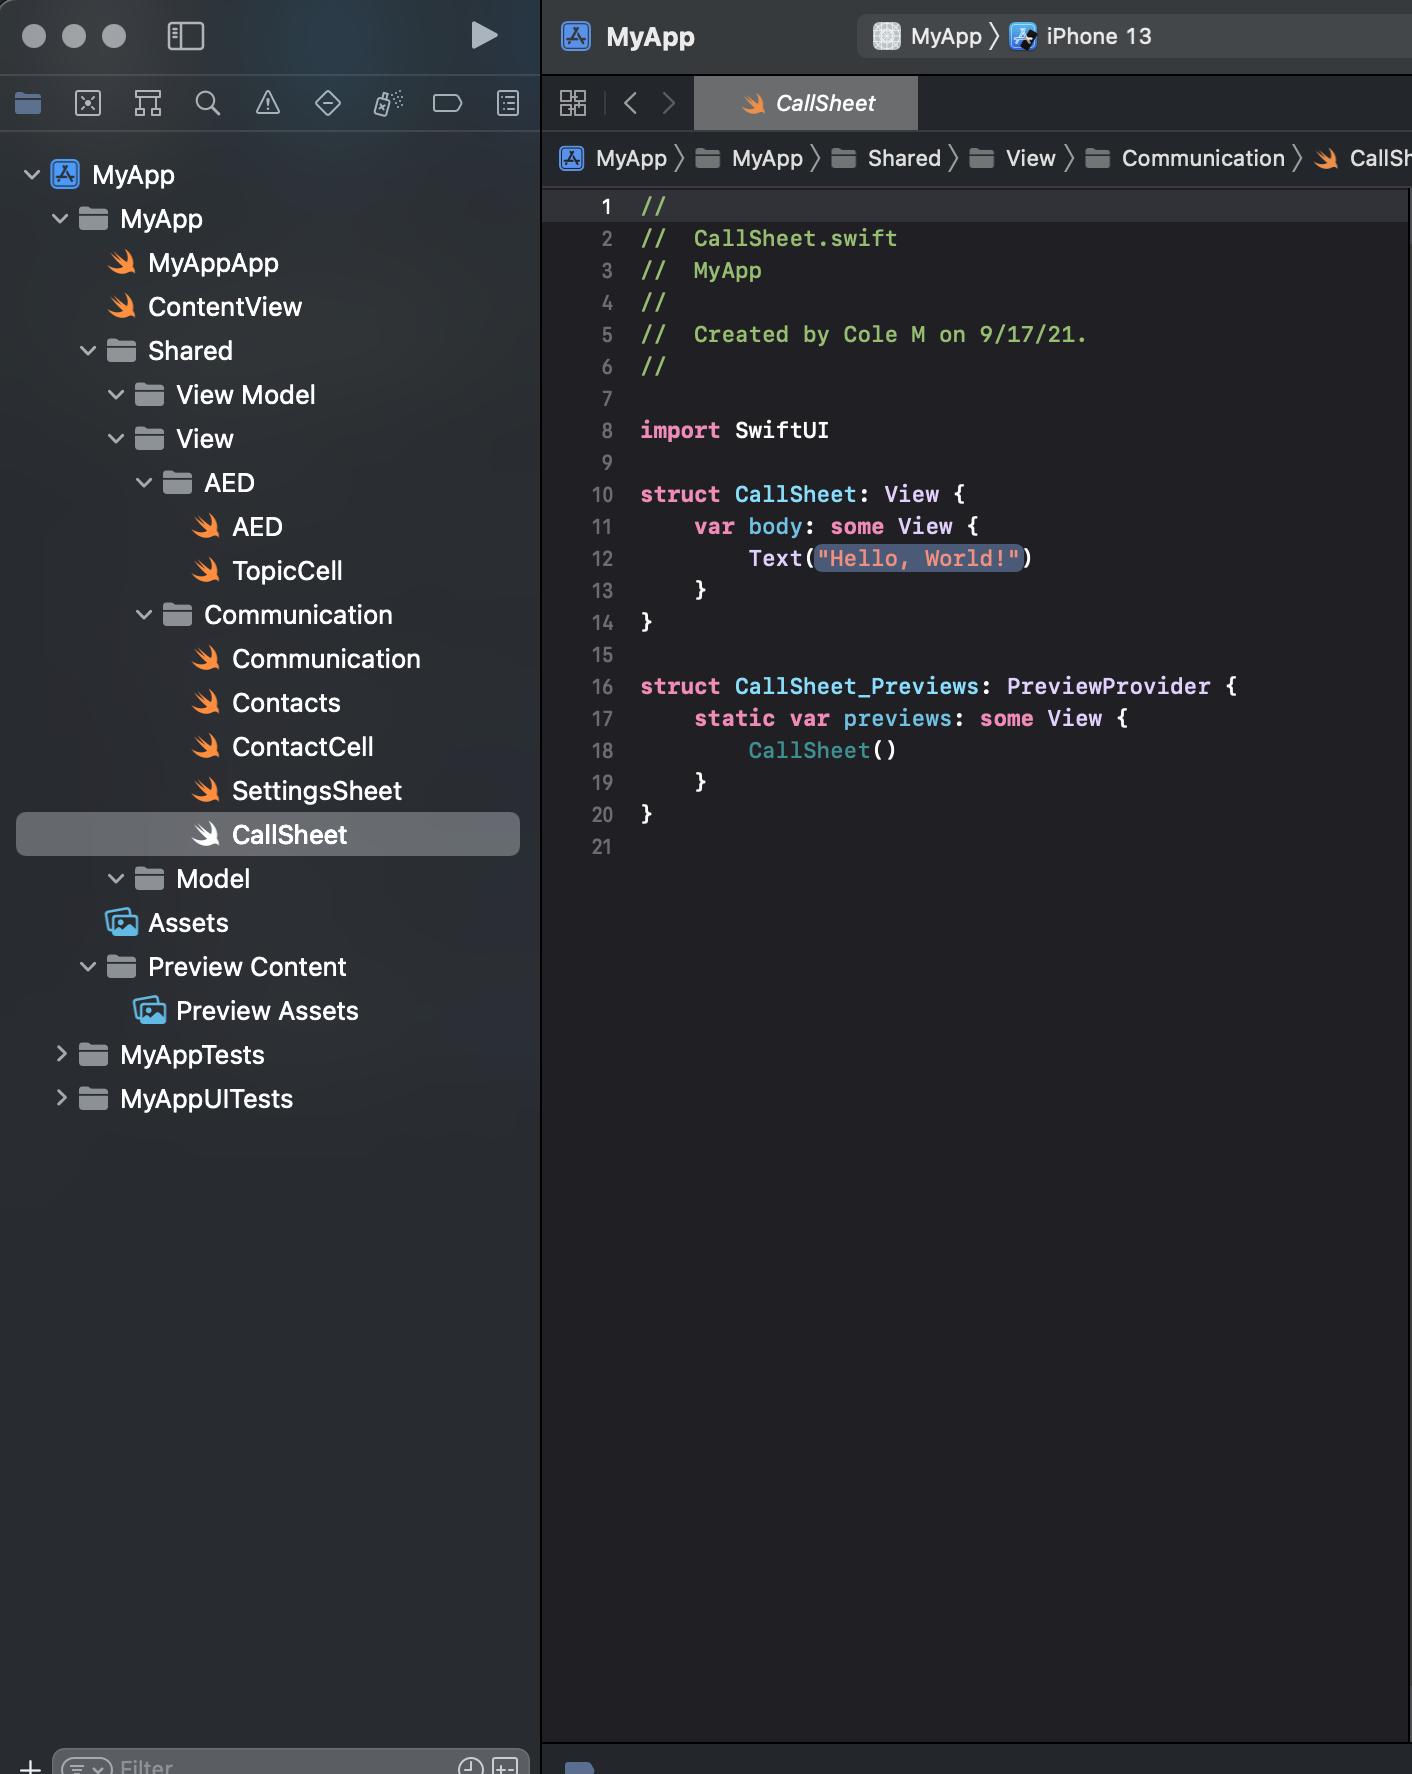 MyApp
MyApp
iPhone 13
CallSheet
MyApp
MyApp
Shared
View
Communication
CallSh
MyApp
MyApp
MyAppApp
ContentView
Shared
View Model
View
AED
AED
TopicCell
Communication
Communication
Contacts
ContactCell
SettingsSheet
CallSheet
Model
Assets
Preview Content
Preview Assets
MyAppTests
MyAppUITests
Filter
1 //
2 //  CallSheet.swift
3 //  MyApp
4 //
5 //  Created by Cole M on 9/17/21.
6 //
7
8 import SwiftUI
9
10 struct CallSheet: View {
11     var body: some View {
12         Text("Hello, World!")
13     }
14 }
15
16 struct CallSheet_Previews: PreviewProvider {
17     static var previews: some View {
18         CallSheet()
19     }
20 }
21